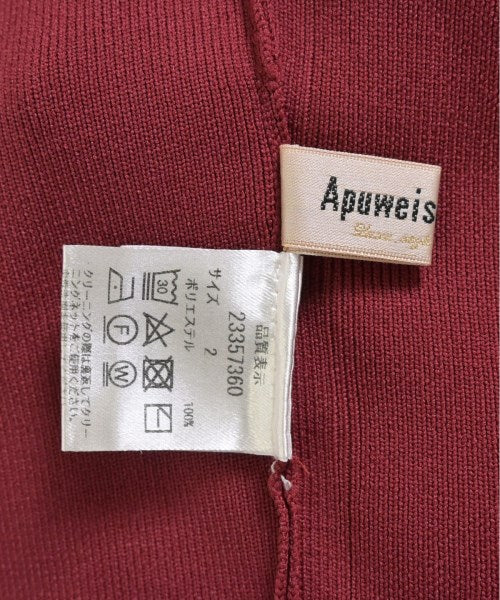 Apuweis
品質表示
23357360
サイズ 2
ポリエステル 100%
30
F
W
クリーニングの際は裏返してクリー
ニングネットをご使用ください。